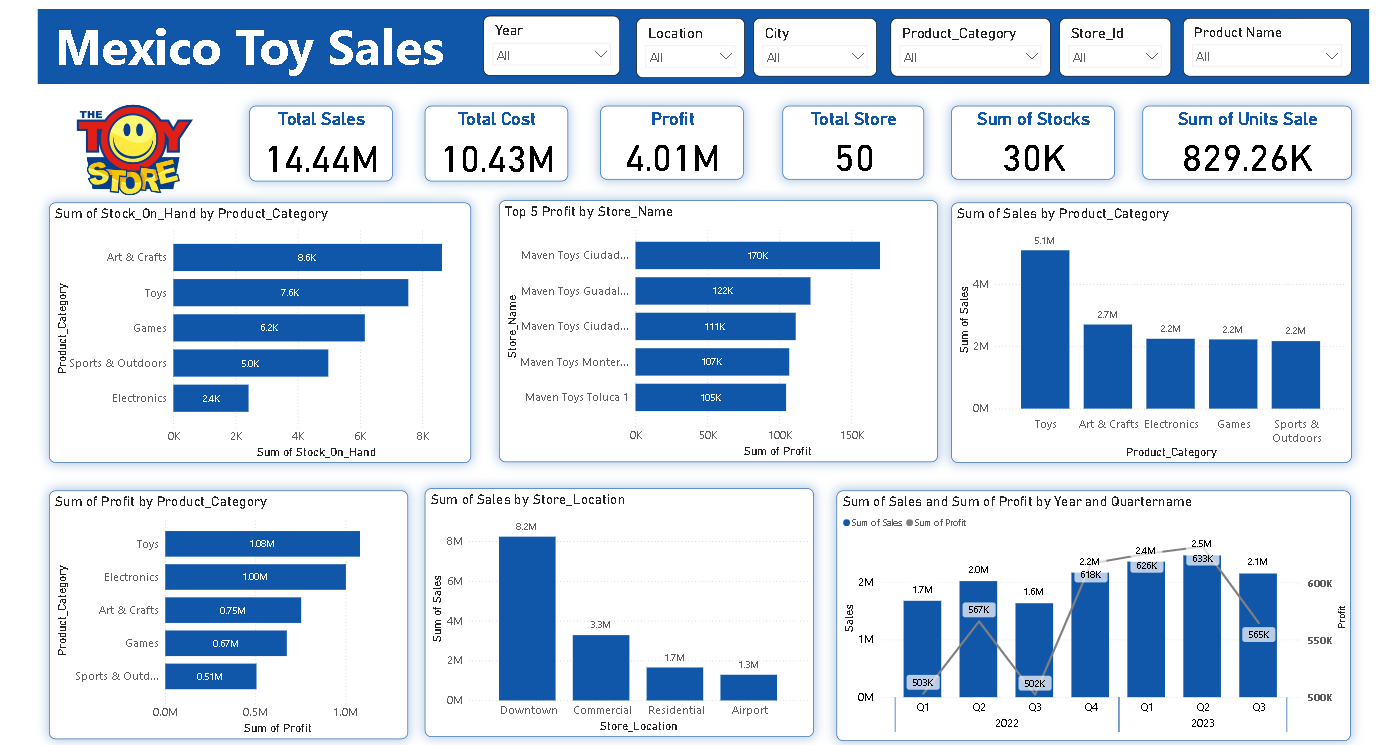 Mexico Toy Sales
Year
All
Location
All
City
All
Product_Category
All
Store_Id
All
Product Name
All
THE
TOY
STORE
Total Sales
14.44M
Total Cost
10.43M
Profit
4.01M
Total Store
50
Sum of Stocks
30K
Sum of Units Sale
829.26K
Sum of Stock_On_Hand by Product_Category
Product_Category
Art & Crafts
8.6K
Toys
7.6K
Games
6.2K
Sports & Outdoors
5.0K
Electronics
2.4K
0K 2K 4K 6K 8K
Sum of Stock_On_Hand
Top 5 Profit by Store_Name
Store_Name
Maven Toys Ciudad...
170K
Maven Toys Guadal...
122K
Maven Toys Ciudad...
111K
Maven Toys Monter...
107K
Maven Toys Toluca 1
105K
0K 50K 100K 150K
Sum of Profit
Sum of Sales by Product_Category
Sum of Sales
4M
2M
0M
5.1M
2.7M
2.2M
2.2M
2.2M
Toys Art & Crafts Electronics Games Sports &
Outdoors
Product_Category
Sum of Profit by Product_Category
Product_Category
Toys
1.08M
Electronics
1.00M
Art & Crafts
0.75M
Games
0.67M
Sports & Outd...
0.51M
0.0M 0.5M 1.0M
Sum of Profit
Sum of Sales by Store_Location
Sum of Sales
8M
6M
4M
2M
0M
8.2M
3.3M
1.7M
1.3M
Downtown Commercial Residential Airport
Store_Location
Sum of Sales and Sum of Profit by Year and Quartername
Sum of Sales Sum of Profit
Sales
2M
1M
0M
1.7M
2.0M
1.6M
2.2M
2.4M
2.5M
2.1M
503K
567K
502K
618K
626K
633K
565K
600K
550K
500K
Profit
Q1 Q2 Q3 Q4 Q1 Q2 Q3
2022 2023